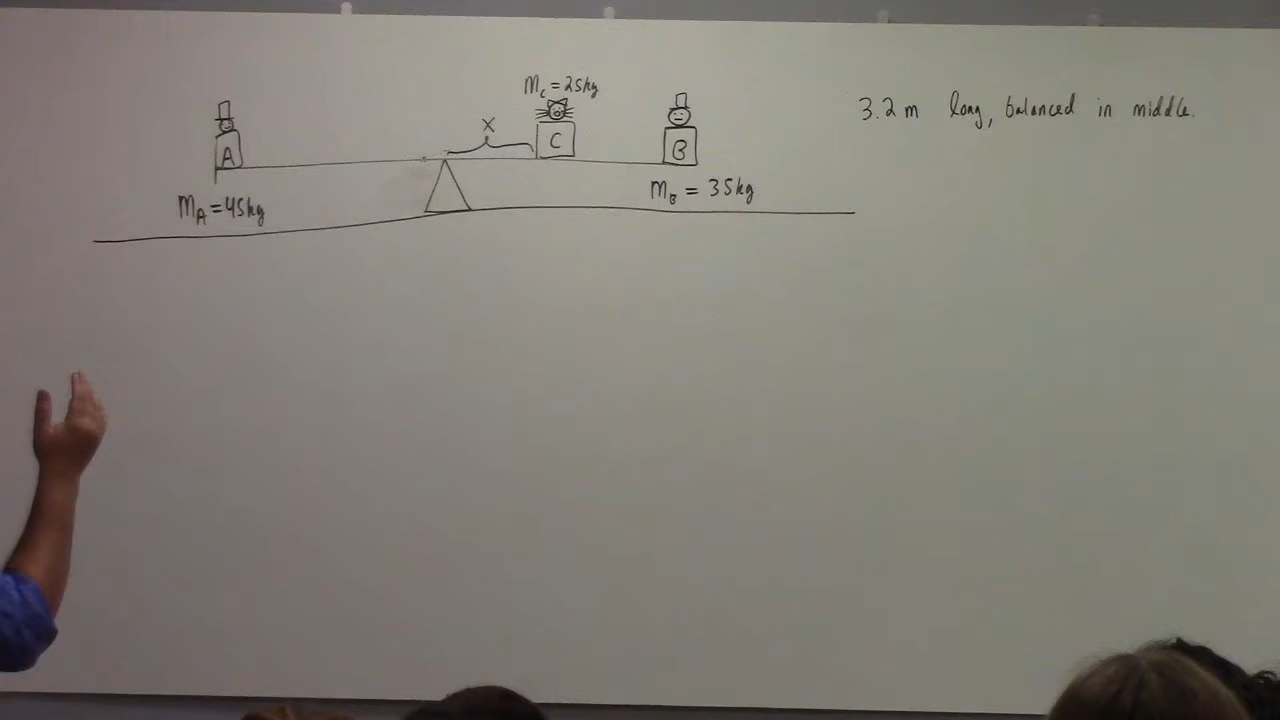 m_c = 25kg
3.2 m long, balanced in middle.
x
A
C
B
m_A = 45kg
m_B = 35kg